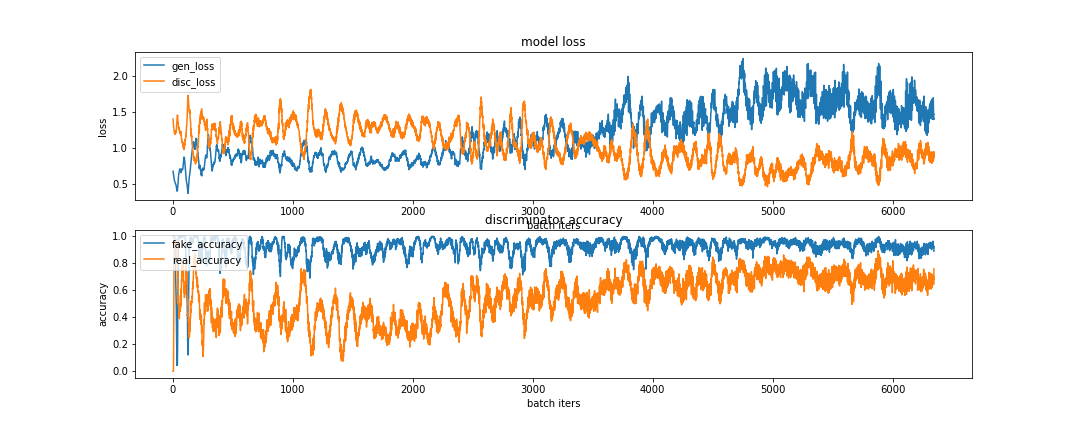 model loss
gen_loss
disc_loss
loss
2.0
1.5
1.0
0.5
0 1000 2000 3000 4000 5000 6000
batch iters
discriminator accuracy
fake_accuracy
real_accuracy
accuracy
1.0
0.8
0.6
0.4
0.2
0.0
0 1000 2000 3000 4000 5000 6000
batch iters